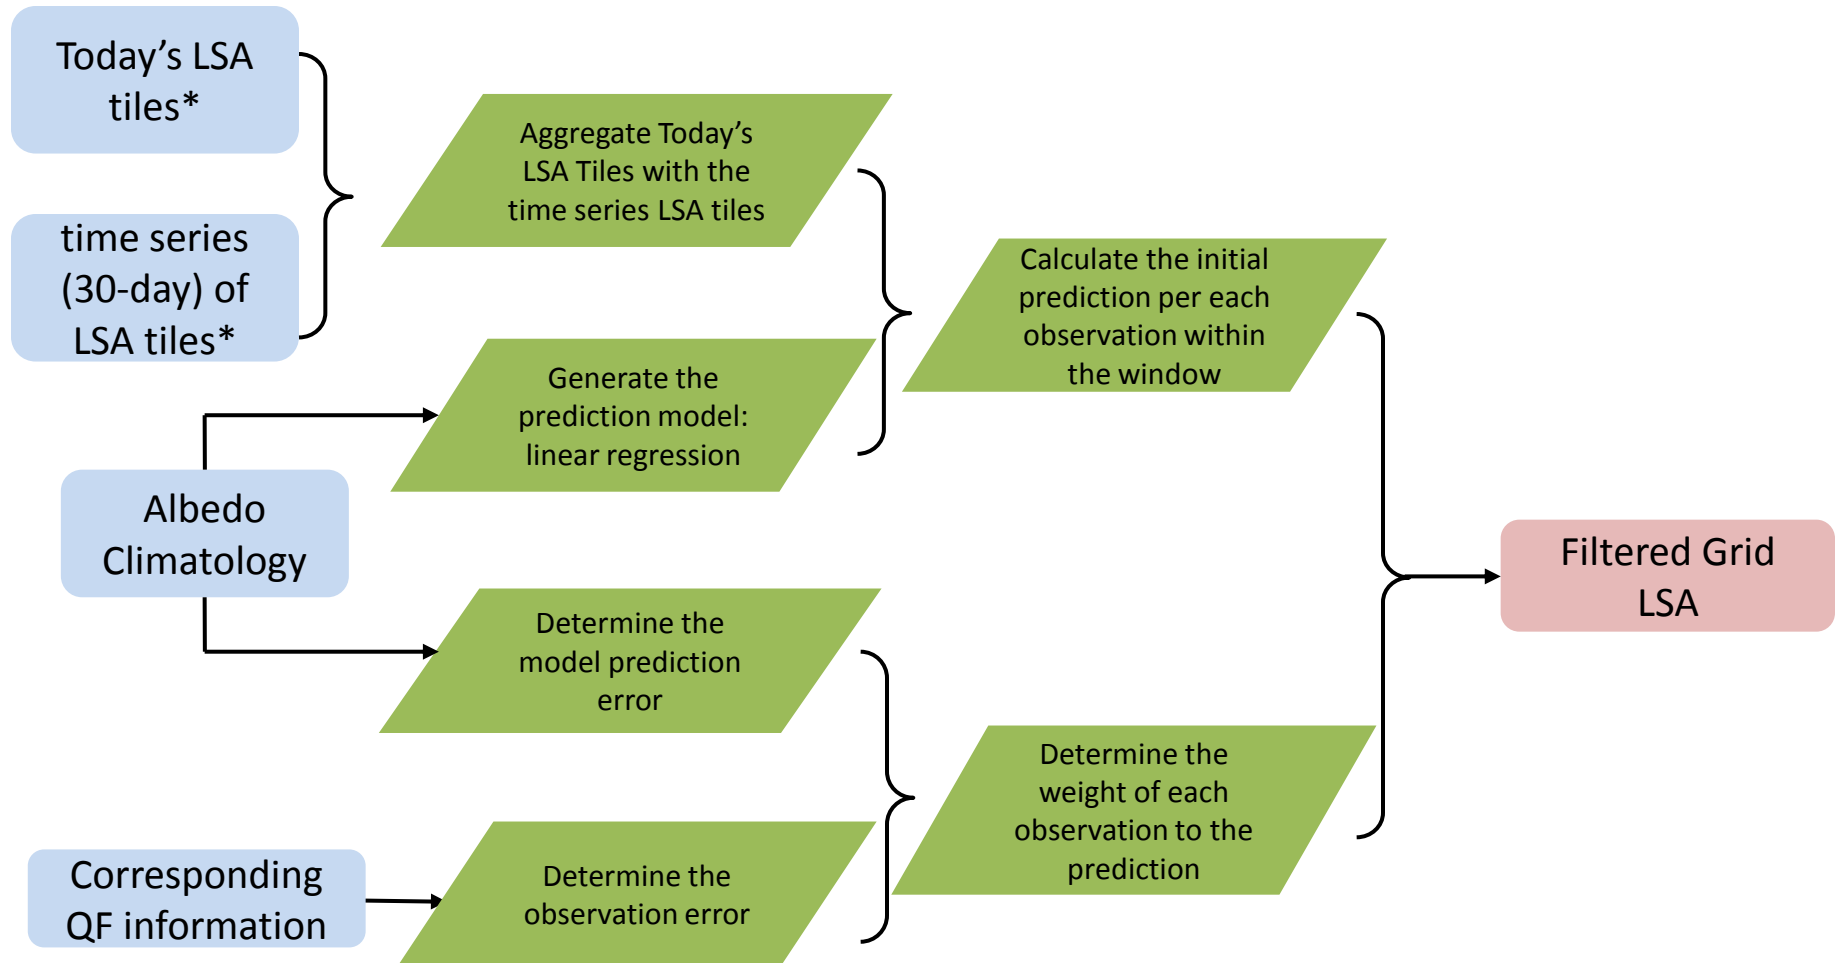 Today’s LSA
tiles*
time series
(30-day) of
LSA tiles*
Albedo
Climatology
Corresponding
QF information
Aggregate Today’s
LSA Tiles with the
time series LSA tiles
Generate the
prediction model:
linear regression
Determine the
model prediction
error
Determine the
observation error
Calculate the initial
prediction per each
observation within
the window
Determine the
weight of each
observation to the
prediction
Filtered Grid
LSA